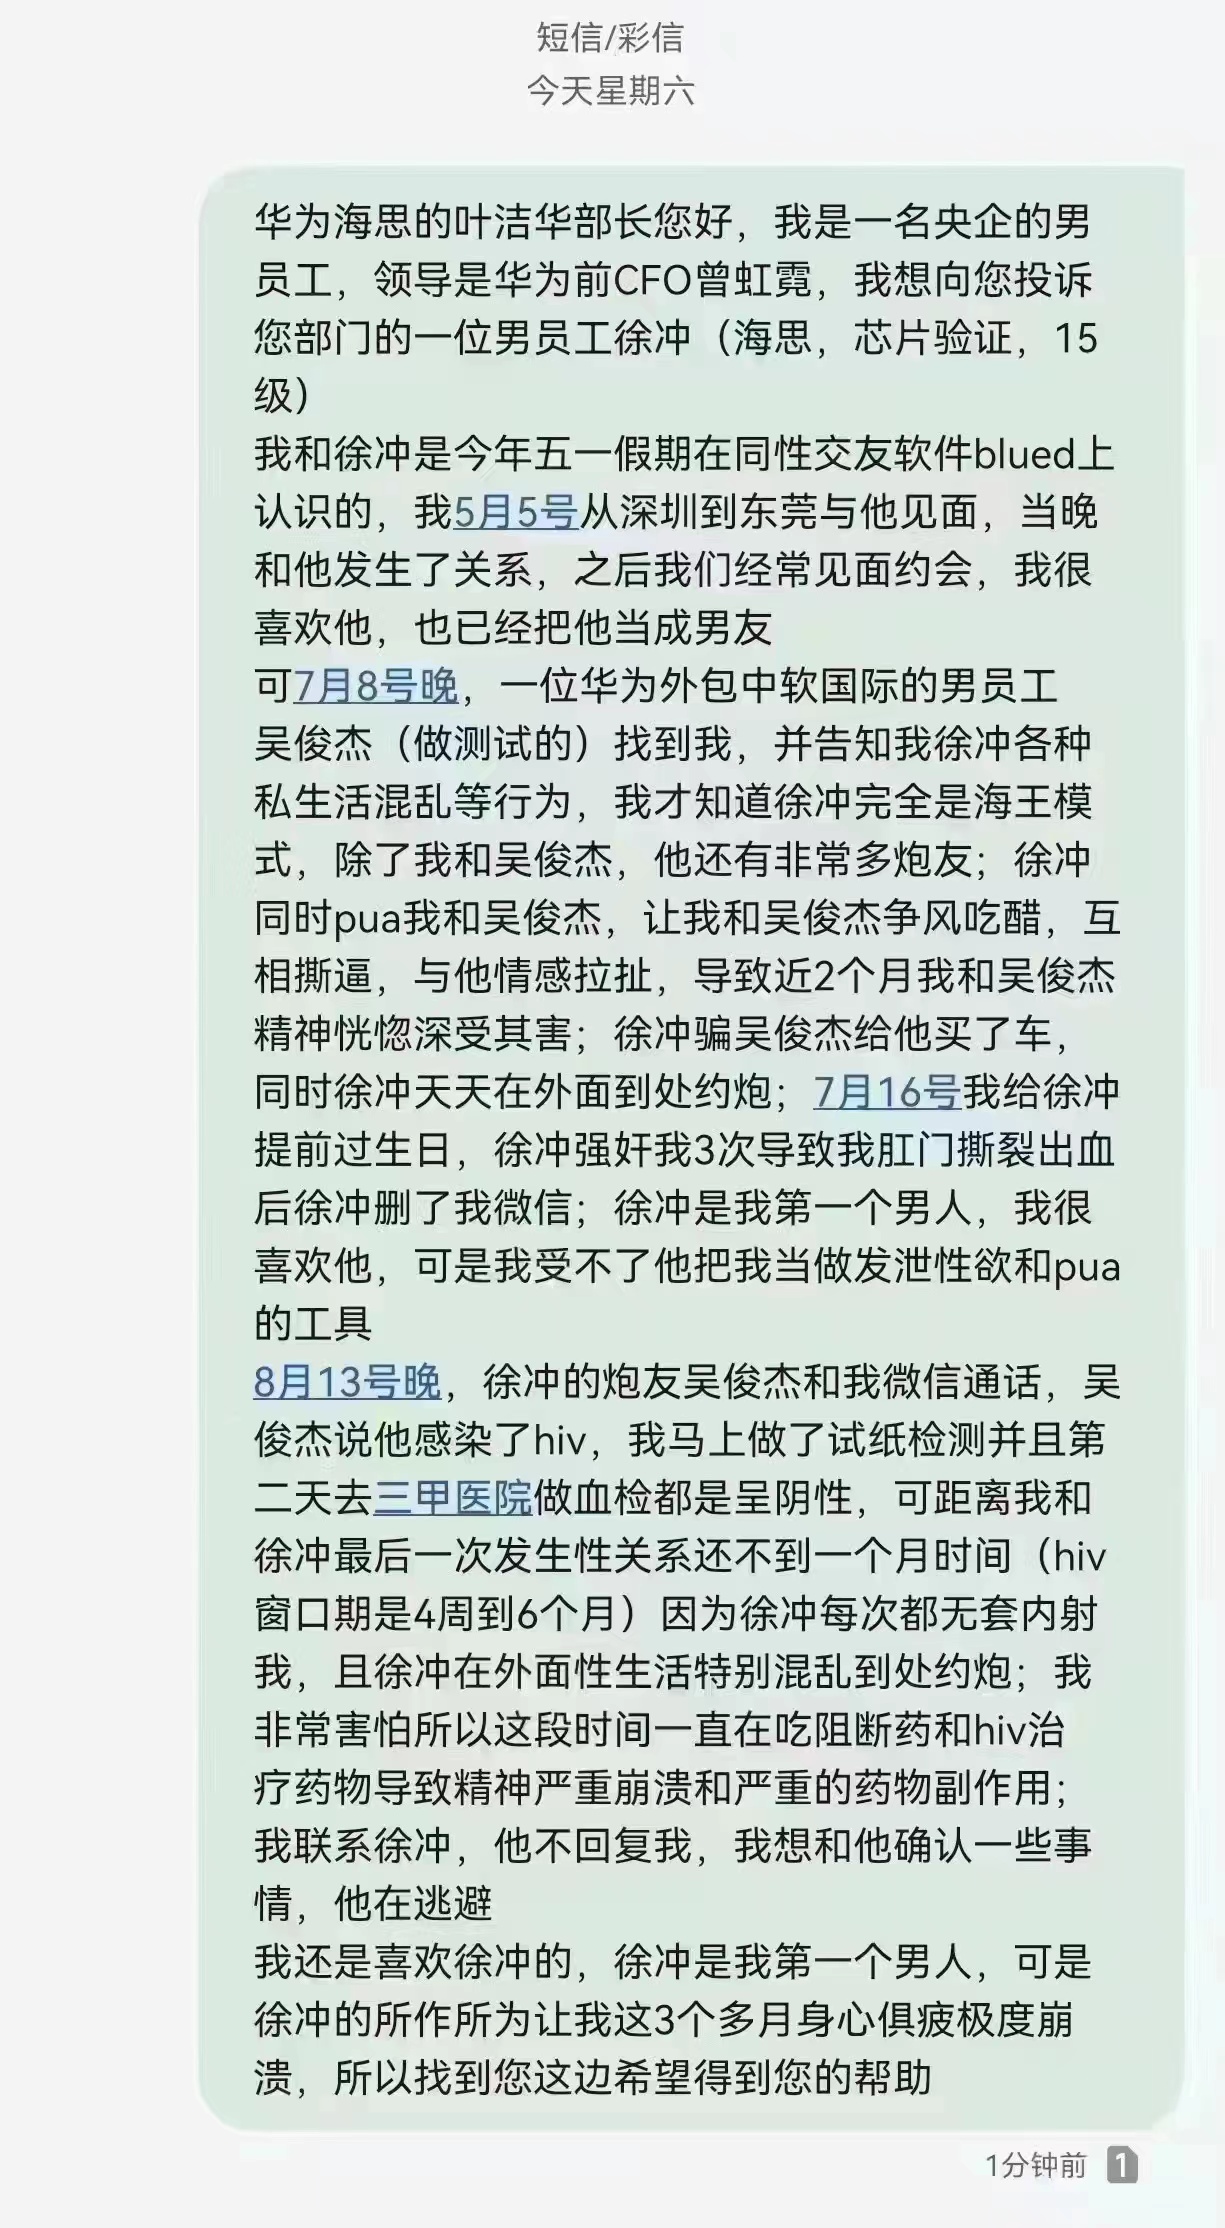 短信/彩信
今天星期六
华为海思的叶洁华部长您好，我是一名央企的男
员工，领导是华为前CFO曾虹霓，我想向您投诉
您部门的一位男员工徐冲（海思，芯片验证，15
级）
我和徐冲是今年五一假期在同性交友软件blued上
认识的，我5月5号从深圳到东莞与他见面，当晚
和他发生了关系，之后我们经常见面约会，我很
喜欢他，也已经把他当成男友
可7月8号晚，一位华为外包中软国际的男员工
吴俊杰（做测试的）找到我，并告知我徐冲各种
私生活混乱等行为，我才知道徐冲完全是海王模
式，除了我和吴俊杰，他还有非常多炮友；徐冲
同时pua我和吴俊杰，让我和吴俊杰争风吃醋，互
相撕逼，与他情感拉扯，导致近2个月我和吴俊杰
精神恍惚深受其害；徐冲骗吴俊杰给他买了车，
同时徐冲天天在外面到处约炮；7月16号我给徐冲
提前过生日，徐冲强奸我3次导致我肛门撕裂出血
后徐冲删了我微信；徐冲是我第一个男人，我很
喜欢他，可是我受不了他把我当做发泄性欲和pua
的工具
8月13号晚，徐冲的炮友吴俊杰和我微信通话，吴
俊杰说他感染了hiv，我马上做了试纸检测并且第
二天去三甲医院做血检都是呈阴性，可距离我和
徐冲最后一次发生性关系还不到一个月时间（hiv
窗口期是4周到6个月）因为徐冲每次都无套内射
我，且徐冲在外面性生活特别混乱到处约炮；我
非常害怕所以这段时间一直在吃阻断药和hiv治
疗药物导致精神严重崩溃和严重的药物副作用；
我联系徐冲，他不回复我，我想和他确认一些事
情，他在逃避
我还是喜欢徐冲的，徐冲是我第一个男人，可是
徐冲的所作所为让我这3个多月身心俱疲极度崩
溃，所以找到您这边希望得到您的帮助
1分钟前 1